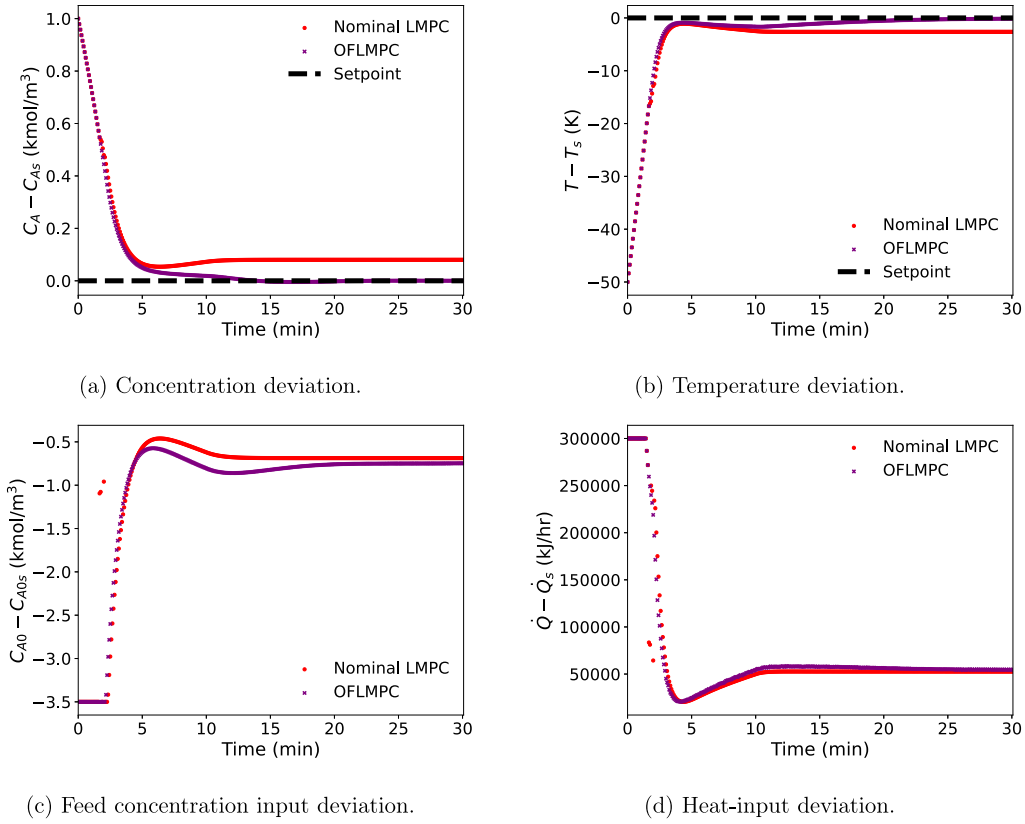 1.0
0.8
0.6
0.4
0.2
0.0
C_A − C_As (kmol/m³)
Nominal LMPC
OFLMPC
Setpoint
0 5 10 15 20 25 30
Time (min)
(a) Concentration deviation.
0
−10
−20
−30
−40
−50
T − T_s (K)
Nominal LMPC
OFLMPC
Setpoint
0 5 10 15 20 25 30
Time (min)
(b) Temperature deviation.
−0.5
−1.0
−1.5
−2.0
−2.5
−3.0
−3.5
C_A0 − C_A0s (kmol/m³)
Nominal LMPC
OFLMPC
0 5 10 15 20 25 30
Time (min)
(c) Feed concentration input deviation.
300000
250000
200000
150000
100000
50000
Q̇ − Q̇_s (kJ/hr)
Nominal LMPC
OFLMPC
0 5 10 15 20 25 30
Time (min)
(d) Heat-input deviation.